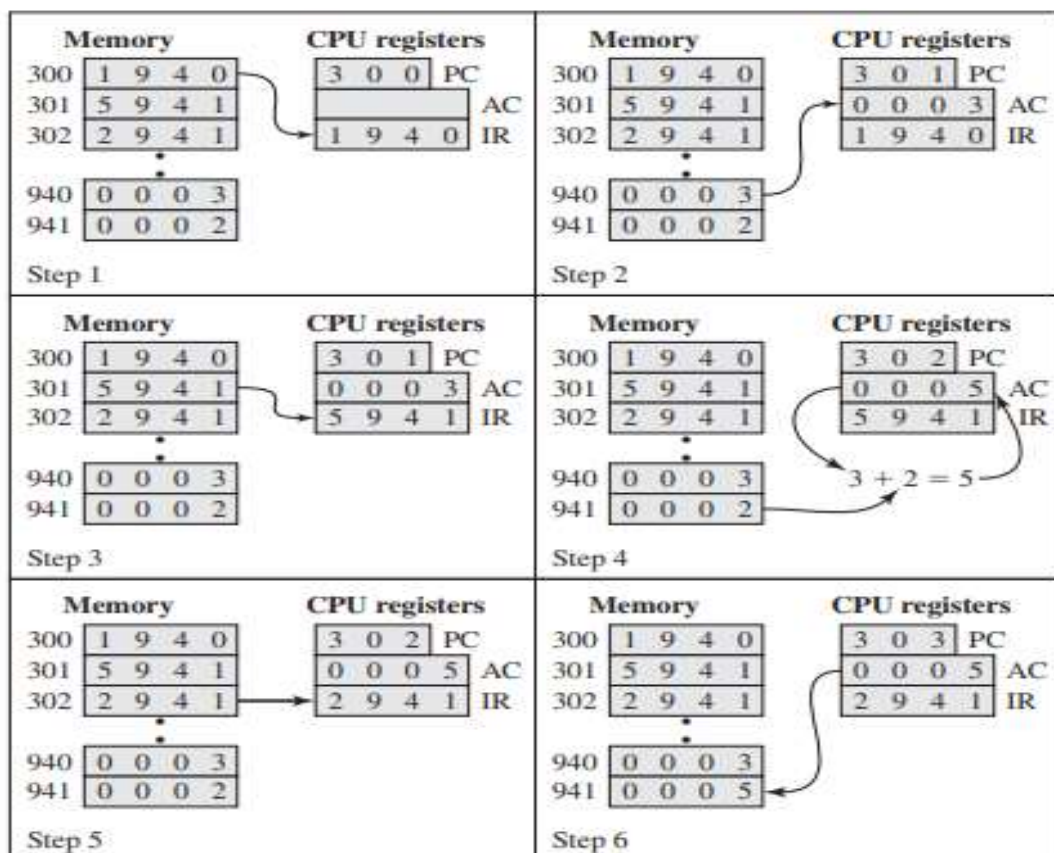 Memory CPU registers
300 1 9 4 0 3 0 0 PC
301 5 9 4 1 AC
302 2 9 4 1 1 9 4 0 IR
940 0 0 0 3
941 0 0 0 2
Step 1
Memory CPU registers
300 1 9 4 0 3 0 1 PC
301 5 9 4 1 0 0 0 3 AC
302 2 9 4 1 1 9 4 0 IR
940 0 0 0 3
941 0 0 0 2
Step 2
Memory CPU registers
300 1 9 4 0 3 0 1 PC
301 5 9 4 1 0 0 0 3 AC
302 2 9 4 1 5 9 4 1 IR
940 0 0 0 3
941 0 0 0 2
Step 3
Memory CPU registers
300 1 9 4 0 3 0 2 PC
301 5 9 4 1 0 0 0 5 AC
302 2 9 4 1 5 9 4 1 IR
940 0 0 0 3 3 + 2 = 5
941 0 0 0 2
Step 4
Memory CPU registers
300 1 9 4 0 3 0 2 PC
301 5 9 4 1 0 0 0 5 AC
302 2 9 4 1 2 9 4 1 IR
940 0 0 0 3
941 0 0 0 2
Step 5
Memory CPU registers
300 1 9 4 0 3 0 3 PC
301 5 9 4 1 0 0 0 5 AC
302 2 9 4 1 2 9 4 1 IR
940 0 0 0 3
941 0 0 0 5
Step 6